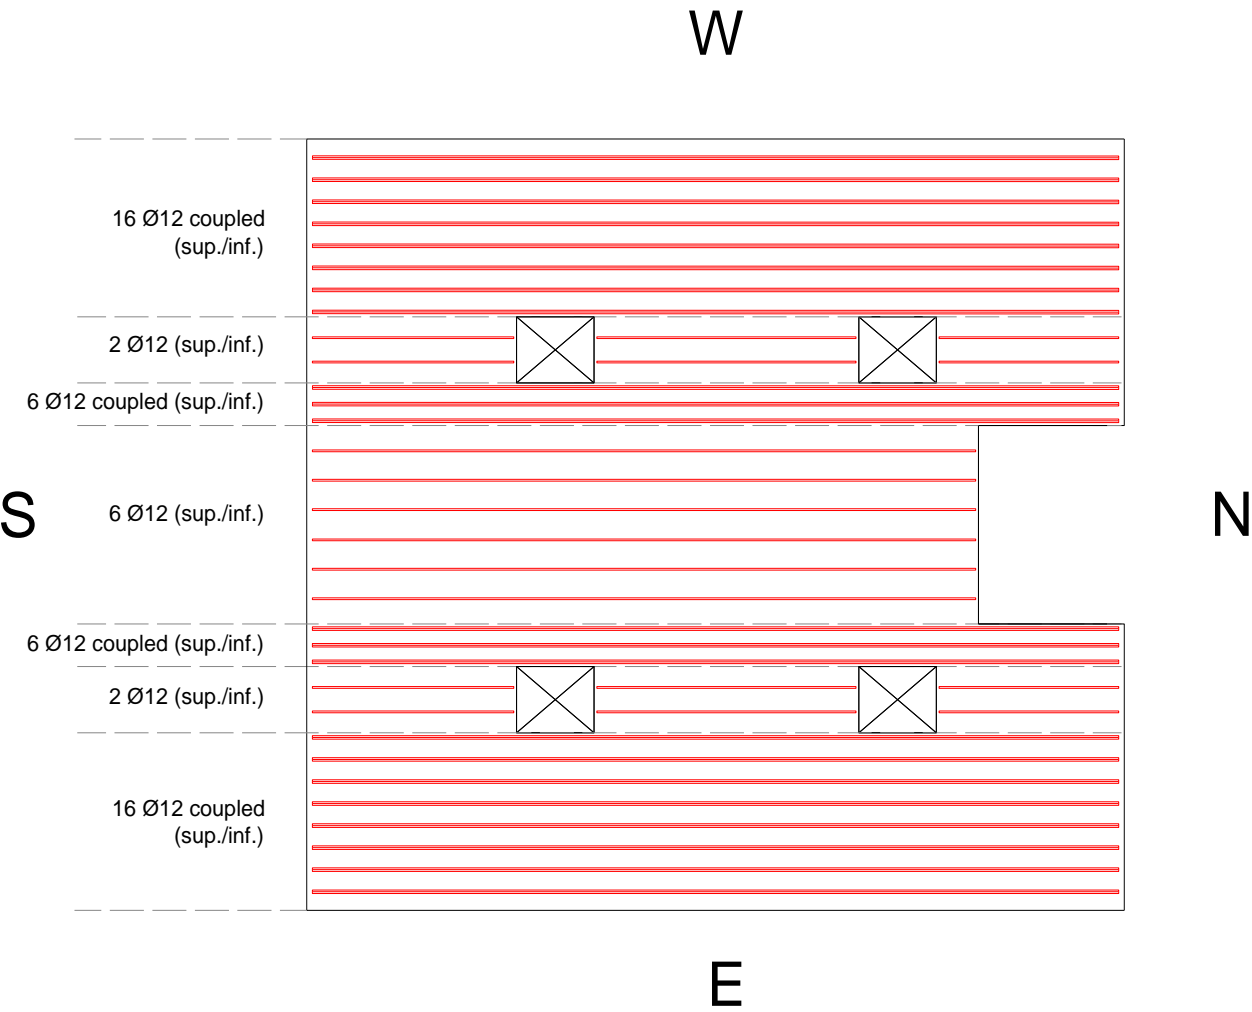 W
16 Ø12 coupled
(sup./inf.)
2 Ø12 (sup./inf.)
6 Ø12 coupled (sup./inf.)
S
6 Ø12 (sup./inf.)
N
6 Ø12 coupled (sup./inf.)
2 Ø12 (sup./inf.)
16 Ø12 coupled
(sup./inf.)
E